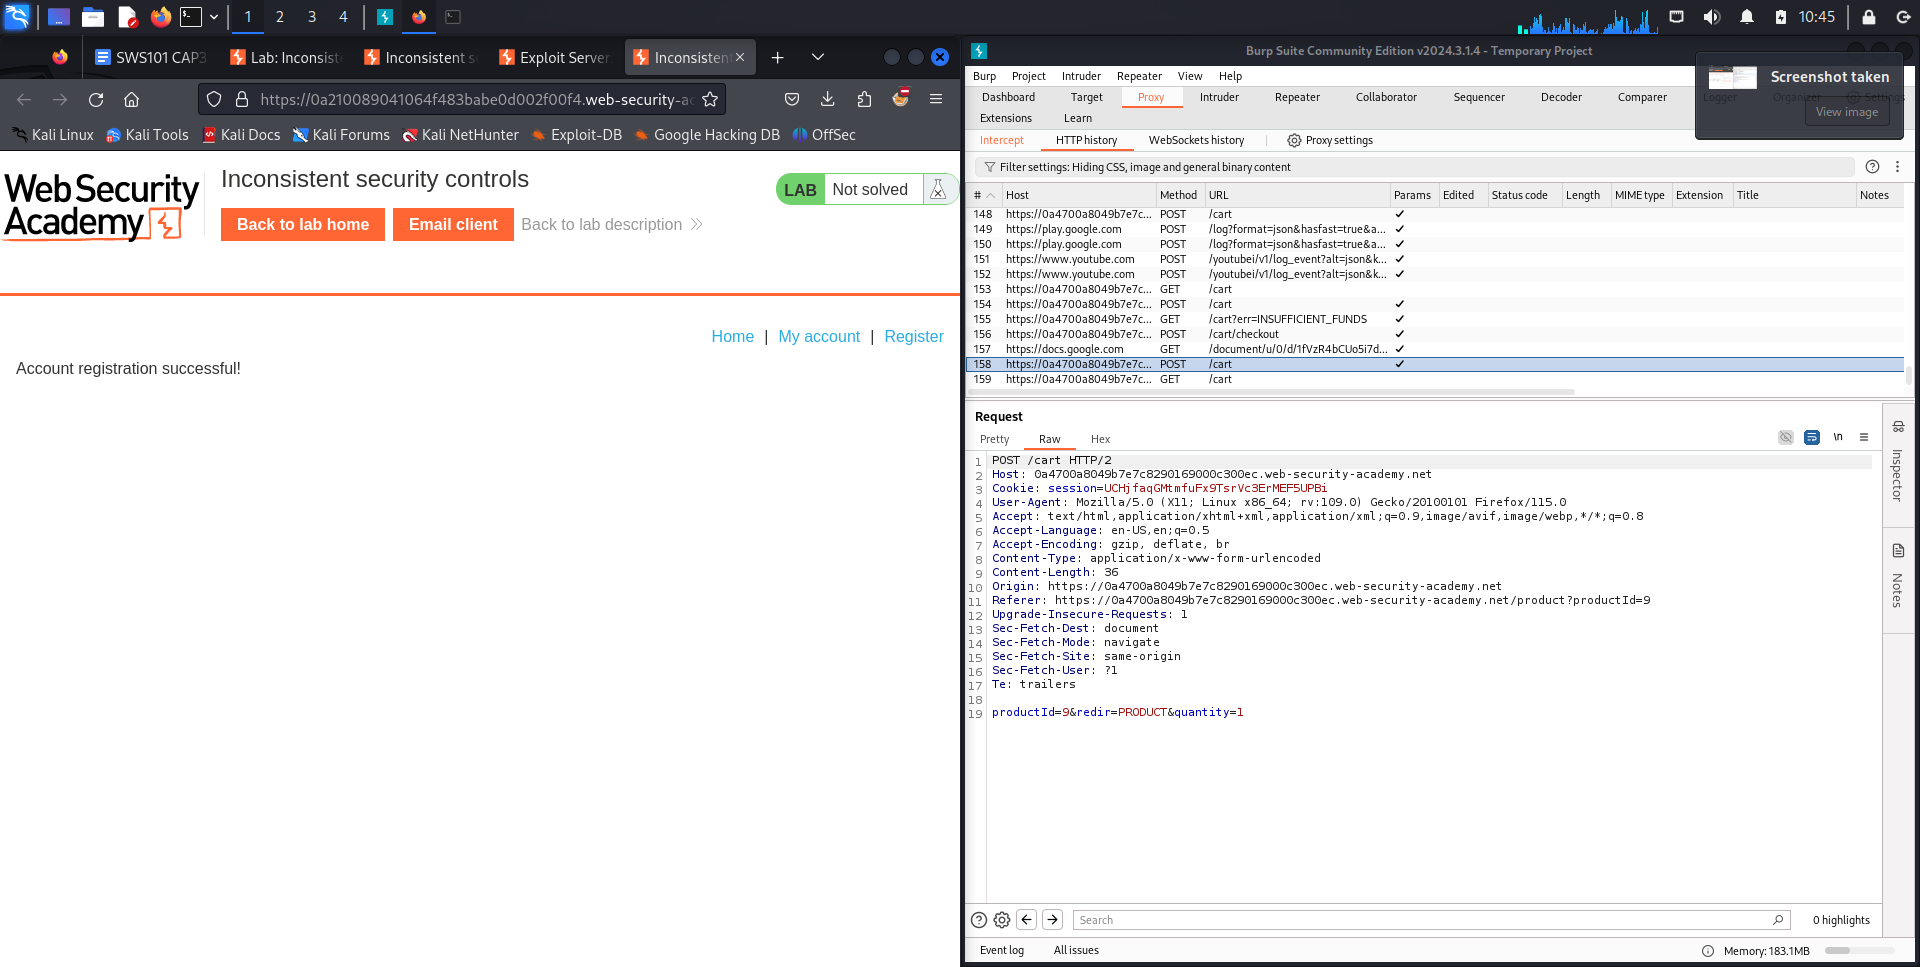 1 2 3 4 10:45
SWS101 CAP3
Lab: Inconsiste
Inconsistent se
Exploit Server:
Inconsistent
https://0a210089041064f483babe0d002f00f4.web-security-ac
Kali Linux Kali Tools Kali Docs Kali Forums Kali NetHunter Exploit-DB Google Hacking DB OffSec
Web Security
Academy
Inconsistent security controls
LAB Not solved
Back to lab home Email client Back to lab description
Home | My account | Register
Account registration successful!
Burp Suite Community Edition v2024.3.1.4 - Temporary Project
Screenshot taken
View image
Burp Project Intruder Repeater View Help
Dashboard Target Proxy Intruder Repeater Collaborator Sequencer Decoder Comparer Logger Organizer Settings
Extensions Learn
Intercept HTTP history WebSockets history Proxy settings
Filter settings: Hiding CSS, image and general binary content
# Host Method URL Params Edited Status code Length MIME type Extension Title Notes
148 https://0a4700a8049b7e7c... POST /cart ✓
149 https://play.google.com POST /log?format=json&hasfast=true&a... ✓
150 https://play.google.com POST /log?format=json&hasfast=true&a... ✓
151 https://www.youtube.com POST /youtubei/v1/log_event?alt=json&k... ✓
152 https://www.youtube.com POST /youtubei/v1/log_event?alt=json&k... ✓
153 https://0a4700a8049b7e7c... GET /cart
154 https://0a4700a8049b7e7c... POST /cart ✓
155 https://0a4700a8049b7e7c... GET /cart?err=INSUFFICIENT_FUNDS ✓
156 https://0a4700a8049b7e7c... POST /cart/checkout ✓
157 https://docs.google.com GET /document/u/0/d/1fVzR4bCUo5i7d... ✓
158 https://0a4700a8049b7e7c... POST /cart ✓
159 https://0a4700a8049b7e7c... GET /cart
Request
Pretty Raw Hex \n
1 POST /cart HTTP/2
2 Host: 0a4700a8049b7e7c8290169000c300ec.web-security-academy.net
3 Cookie: session=UCHjfaqGMtmfuFx9TsrVc3ErMEF5UPBi
4 User-Agent: Mozilla/5.0 (X11; Linux x86_64; rv:109.0) Gecko/20100101 Firefox/115.0
5 Accept: text/html,application/xhtml+xml,application/xml;q=0.9,image/avif,image/webp,*/*;q=0.8
6 Accept-Language: en-US,en;q=0.5
7 Accept-Encoding: gzip, deflate, br
8 Content-Type: application/x-www-form-urlencoded
9 Content-Length: 36
10 Origin: https://0a4700a8049b7e7c8290169000c300ec.web-security-academy.net
11 Referer: https://0a4700a8049b7e7c8290169000c300ec.web-security-academy.net/product?productId=9
12 Upgrade-Insecure-Requests: 1
13 Sec-Fetch-Dest: document
14 Sec-Fetch-Mode: navigate
15 Sec-Fetch-Site: same-origin
16 Sec-Fetch-User: ?1
17 Te: trailers
18
19 productId=9&redir=PRODUCT&quantity=1
Inspector
Notes
Search
0 highlights
Event log All issues
Memory: 183.1MB